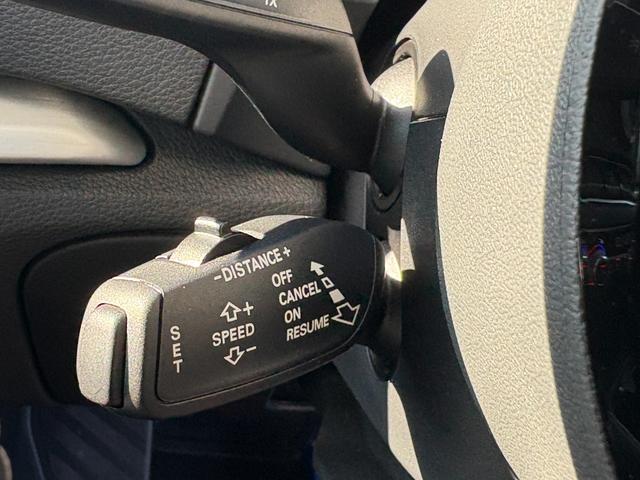 -DISTANCE+
OFF
CANCEL
ON
RESUME
+
SPEED
-
SET